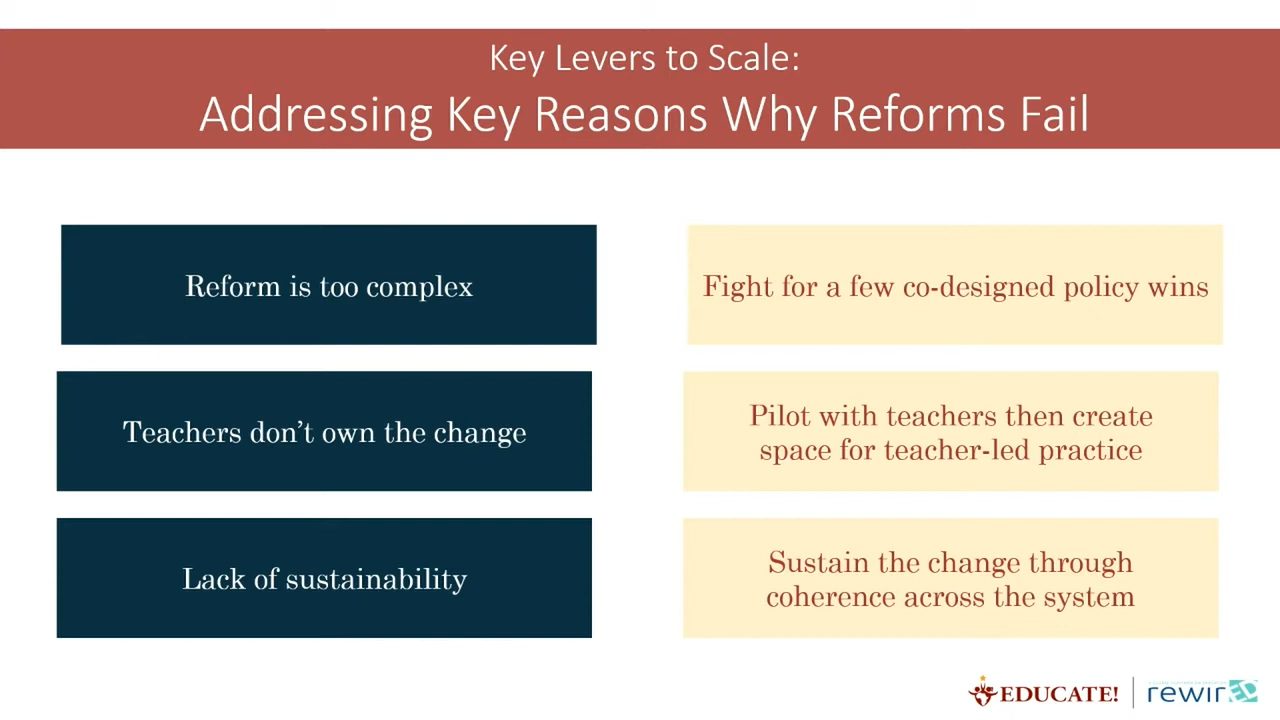 Key Levers to Scale:
Addressing Key Reasons Why Reforms Fail
Reform is too complex
Fight for a few co-designed policy wins
Teachers don’t own the change
Pilot with teachers then create
space for teacher-led practice
Lack of sustainability
Sustain the change through
coherence across the system
EDUCATE!
rewirED